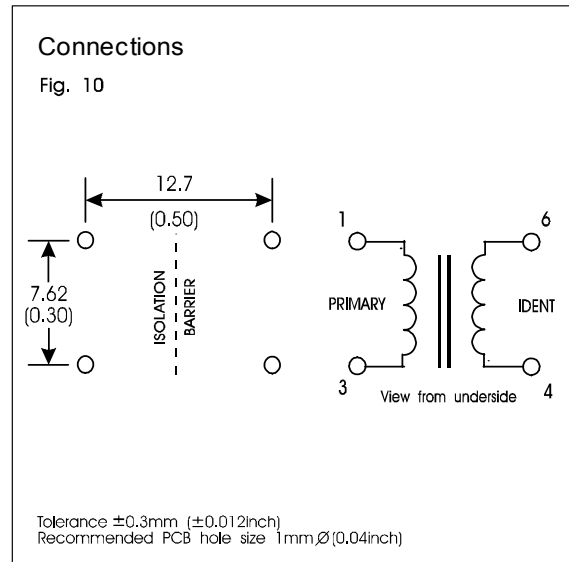 Connections
Fig. 10
12.7
(0.50)
7.62
(0.30)
ISOLATION
BARRIER
1
6
PRIMARY
IDENT
3
4
View from underside
Tolerance ±0.3mm (±0.012inch)
Recommended PCB hole size 1mmØ(0.04inch)